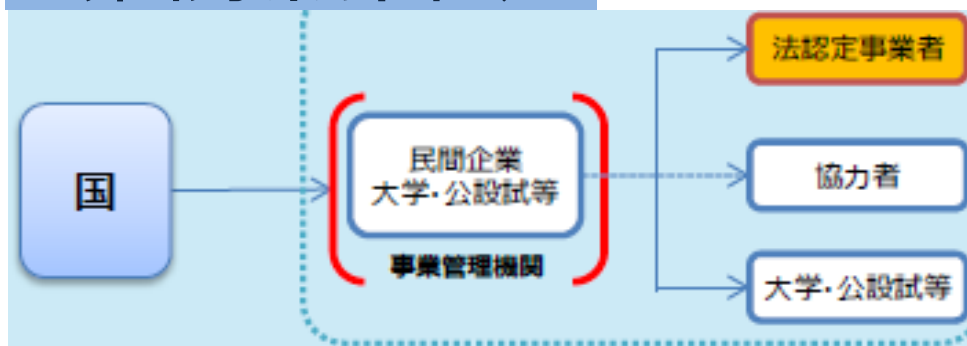 国
民間企業
大学・公設試等
事業管理機関
法認定事業者
協力者
大学・公設試等